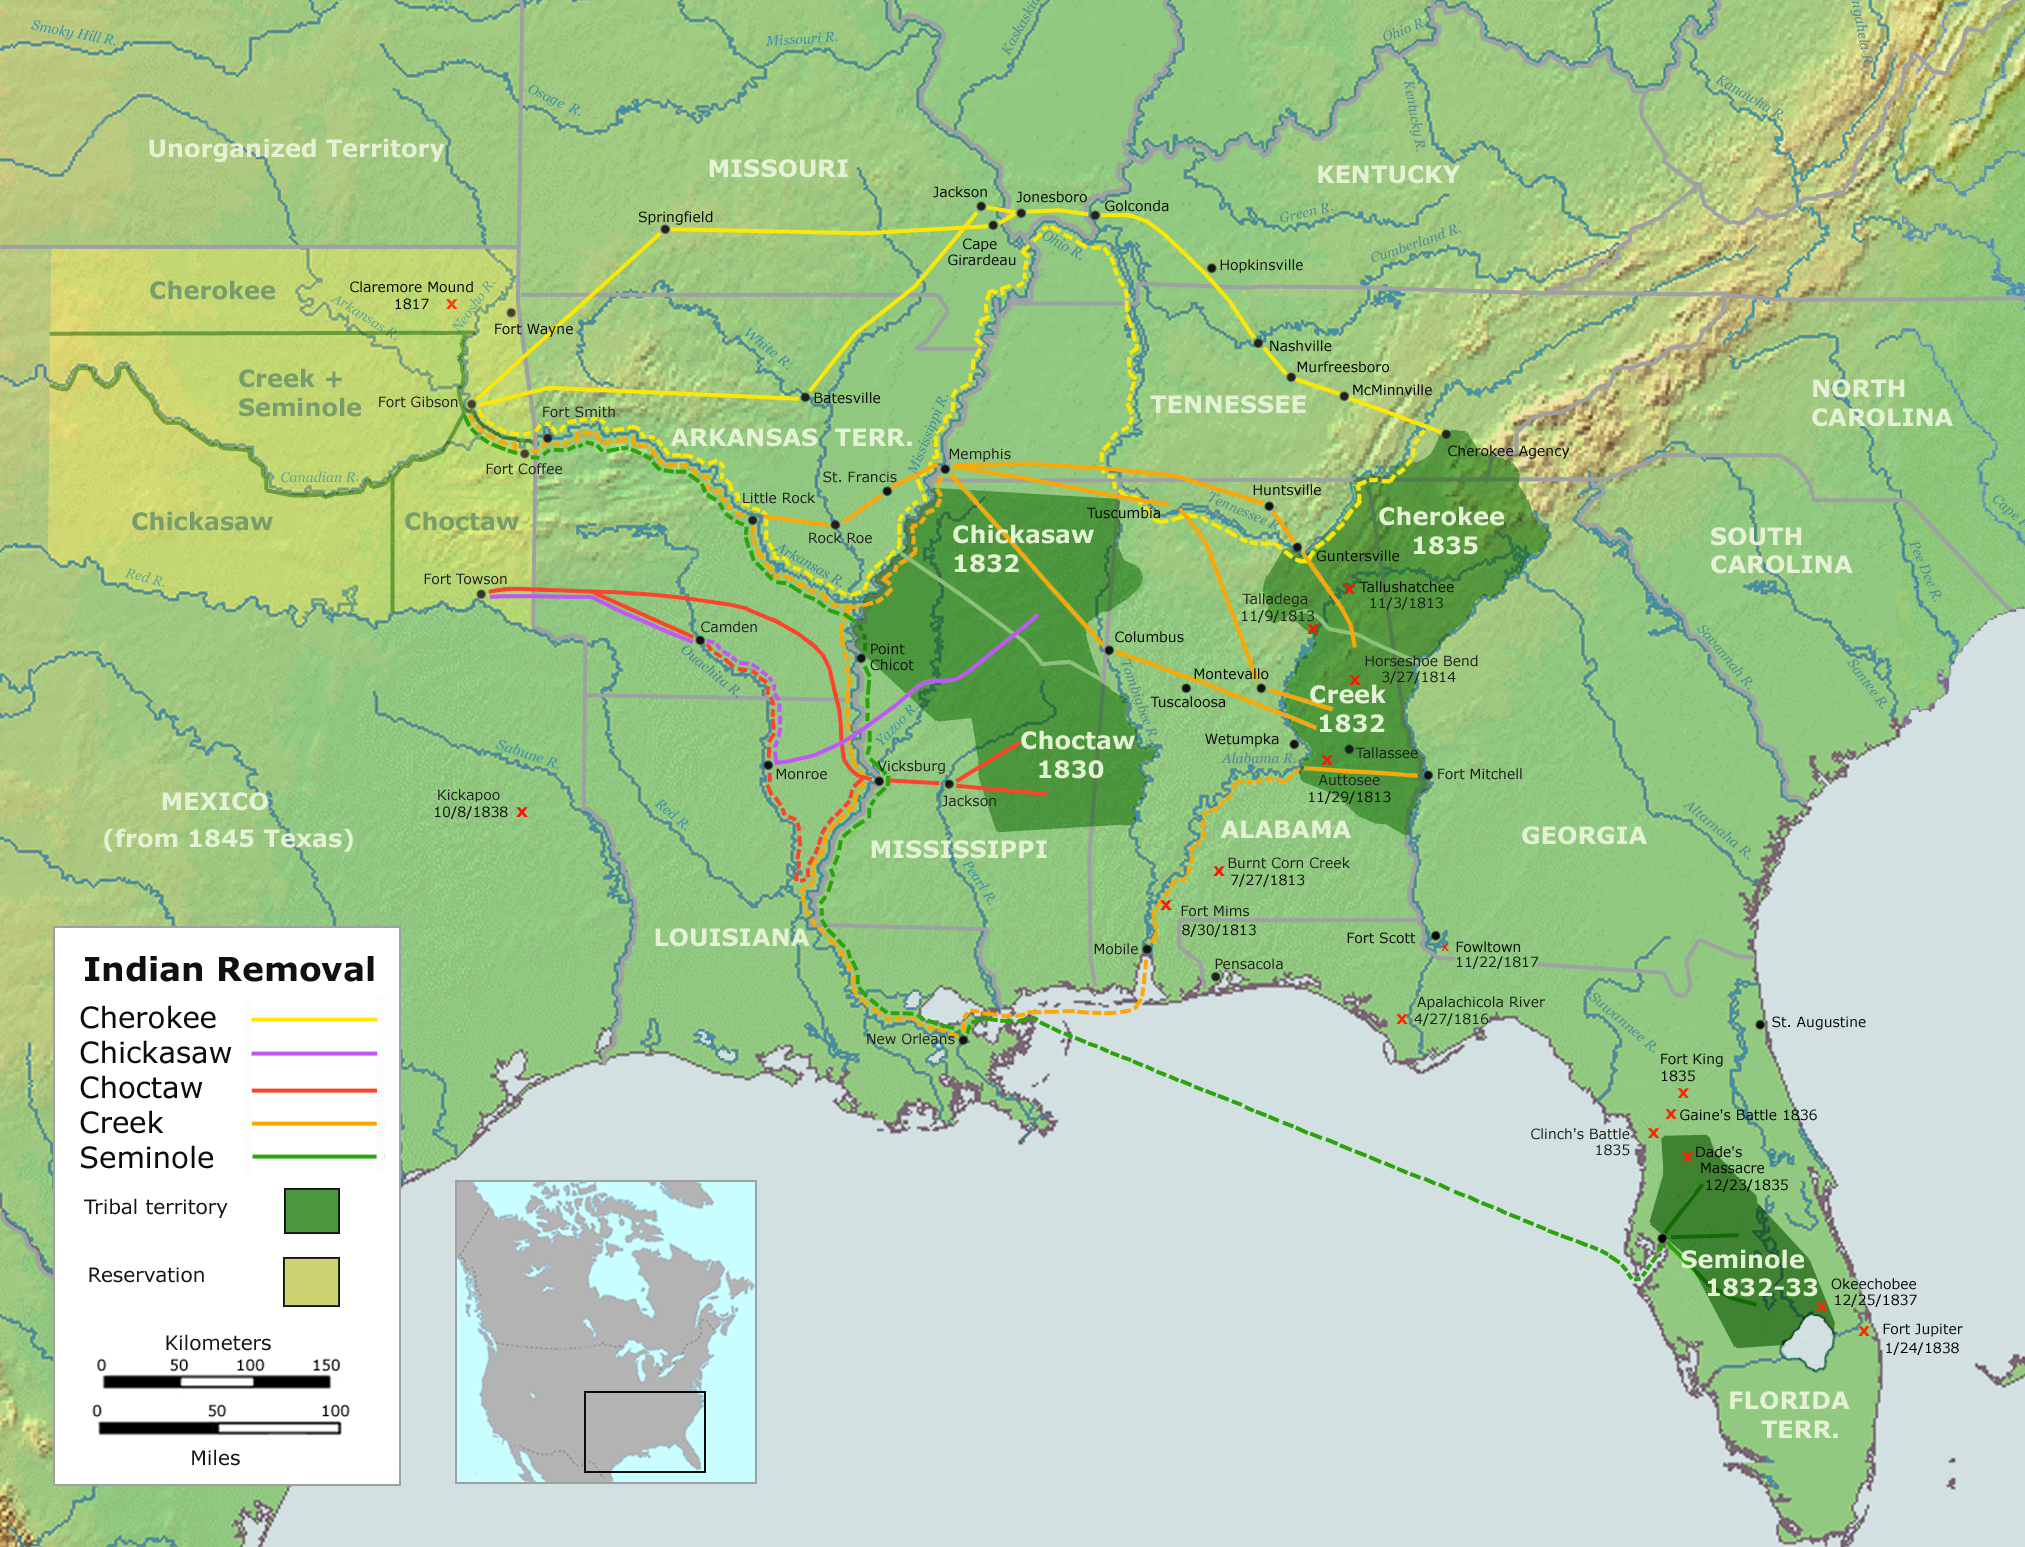 Smoky Hill R.
Missouri R.
Kaskaskia
Ohio R.
Kentucky R.
Kanawha R.
Osage R.
Unorganized Territory
MISSOURI
KENTUCKY
Jackson
Jonesboro
Golconda
Springfield
Cape
Girardeau
Ohio R.
Green R.
Cumberland R.
Hopkinsville
Cherokee
Claremore Mound
1817
Arkansas R.
Neosho R.
Fort Wayne
White R.
Nashville
Murfreesboro
McMinnville
Creek +
Seminole
Fort Gibson
Fort Smith
Batesville
TENNESSEE
NORTH
CAROLINA
ARKANSAS TERR.
Mississippi R.
Cherokee Agency
Fort Coffee
Canadian R.
Memphis
St. Francis
Little Rock
Huntsville
Tuscumbia
Tennessee R.
Chickasaw
Choctaw
Rock Roe
Chickasaw
1832
Cherokee
1835
SOUTH
CAROLINA
Guntersville
Arkansas R.
Red R.
Fort Towson
Tallushatchee
11/3/1813
Talladega
11/9/1813
Pee Dee R.
Camden
Ouachita R.
Point
Chicot
Columbus
Tombigbee R.
Montevallo
Tuscaloosa
Horseshoe Bend
3/27/1814
Creek
1832
Savannah R.
Santee R.
Yazoo R.
Choctaw
1830
Wetumpka
Tallassee
Alabama R.
Sabune R.
Monroe
Vicksburg
Jackson
Auttosee
11/29/1813
Fort Mitchell
MEXICO
(from 1845 Texas)
Kickapoo
10/8/1838
Red R.
MISSISSIPPI
ALABAMA
GEORGIA
Altamaha R.
Pearl R.
Burnt Corn Creek
7/27/1813
Fort Mims
8/30/1813
LOUISIANA
Mobile
Fort Scott
Fowltown
11/22/1817
Pensacola
Apalachicola River
4/27/1816
Suwannee R.
St. Augustine
New Orleans
Fort King
1835
Gaine's Battle 1836
Clinch's Battle
1835
Dade's
Massacre
12/23/1835
Seminole
1832-33
Okeechobee
12/25/1837
Fort Jupiter
1/24/1838
FLORIDA
TERR.
Indian Removal
Cherokee
Chickasaw
Choctaw
Creek
Seminole
Tribal territory
Reservation
Kilometers
0 50 100 150
0 50 100
Miles